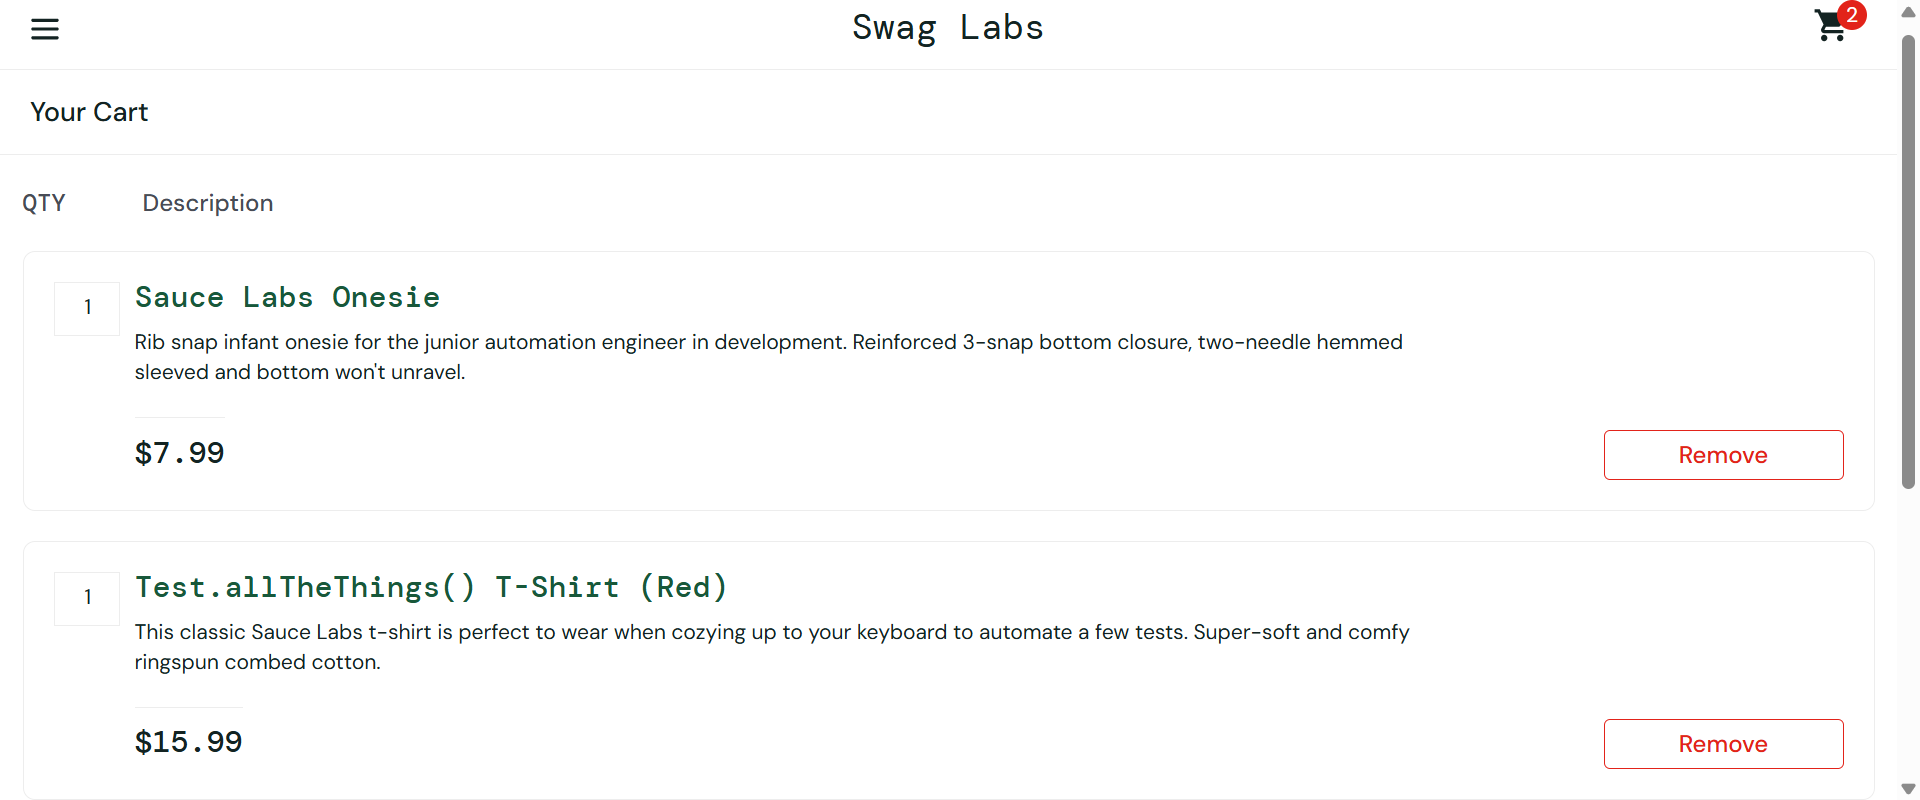 Swag Labs
2
Your Cart
QTY Description
1
Sauce Labs Onesie
Rib snap infant onesie for the junior automation engineer in development. Reinforced 3-snap bottom closure, two-needle hemmed
sleeved and bottom won't unravel.
$7.99
Remove
1
Test.allTheThings() T-Shirt (Red)
This classic Sauce Labs t-shirt is perfect to wear when cozying up to your keyboard to automate a few tests. Super-soft and comfy
ringspun combed cotton.
$15.99
Remove